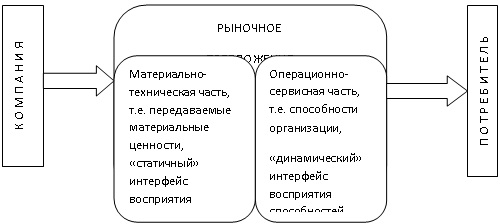 КОМПАНИЯ
РЫНОЧНОЕ
Материально-
техническая часть,
т.е. передаваемые
материальные
ценности,
«статичный»
интерфейс
восприятия
Операционно-
сервисная часть,
т.е. способности
организации,
«динамический»
интерфейс
восприятия
способностей
ПОТРЕБИТЕЛЬ